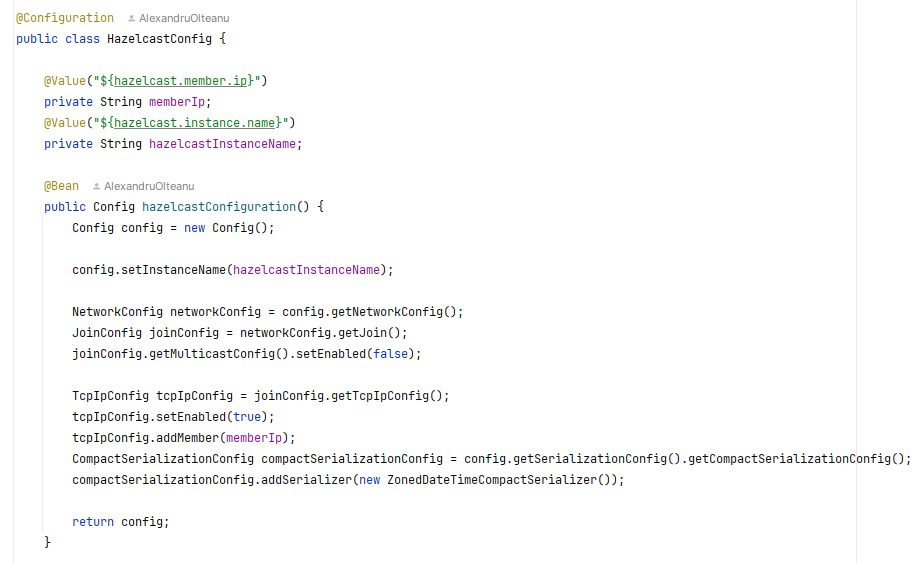 @Configuration AlexandruOlteanu
public class HazelcastConfig {
@Value("${hazelcast.member.ip}")
private String memberIp;
@Value("${hazelcast.instance.name}")
private String hazelcastInstanceName;
@Bean AlexandruOlteanu
public Config hazelcastConfiguration() {
Config config = new Config();
config.setInstanceName(hazelcastInstanceName);
NetworkConfig networkConfig = config.getNetworkConfig();
JoinConfig joinConfig = networkConfig.getJoin();
joinConfig.getMulticastConfig().setEnabled(false);
TcpIpConfig tcpIpConfig = joinConfig.getTcpIpConfig();
tcpIpConfig.setEnabled(true);
tcpIpConfig.addMember(memberIp);
CompactSerializationConfig compactSerializationConfig = config.getSerializationConfig().getCompactSerializationConfig();
compactSerializationConfig.addSerializer(new ZonedDateTimeCompactSerializer());
return config;
}